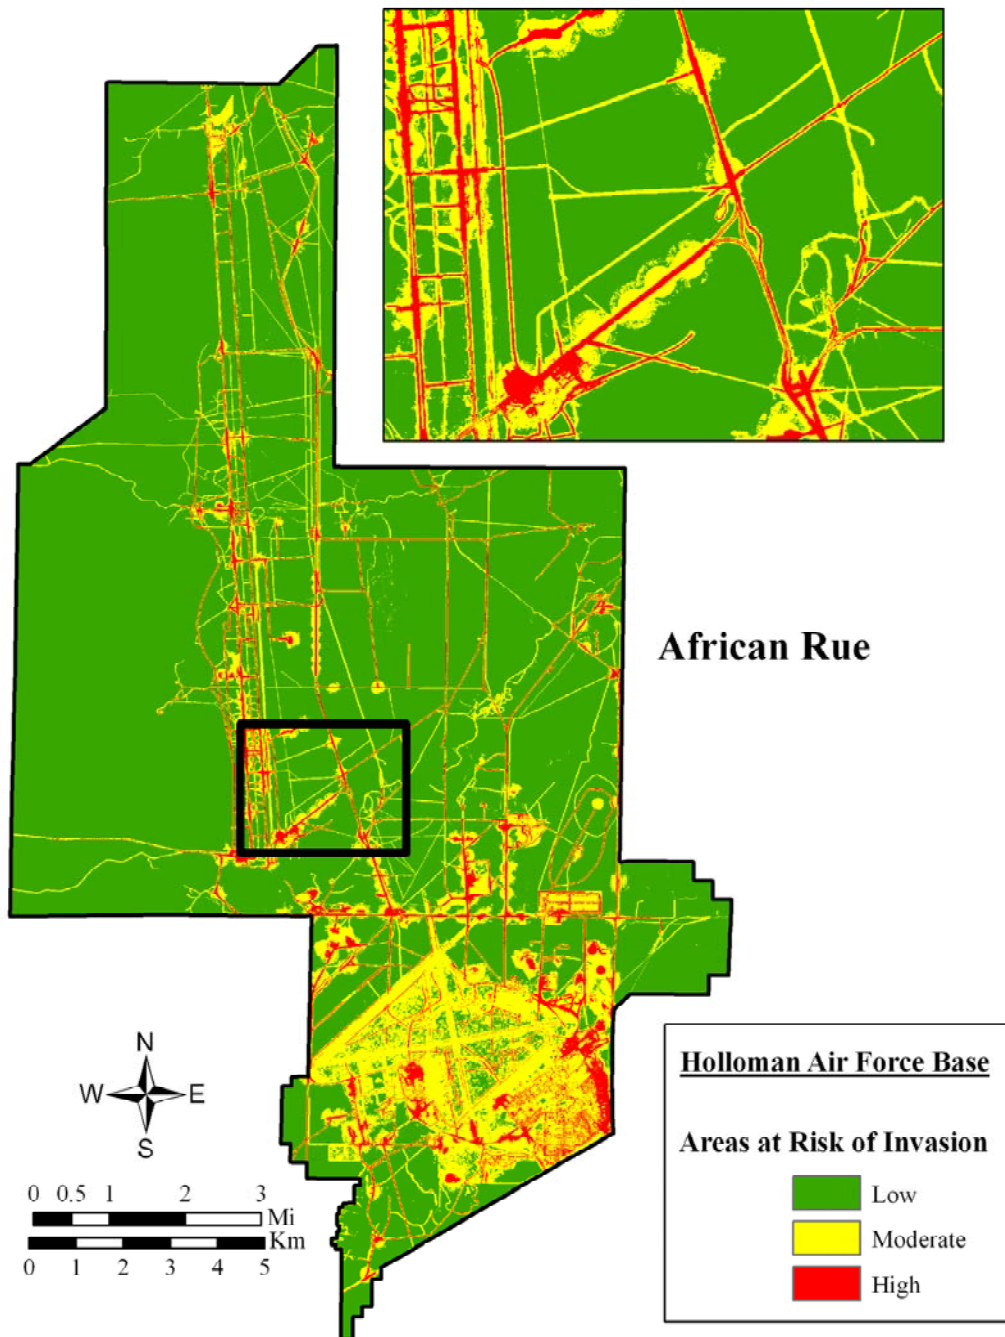 African Rue
N
W E
S
0 0.5 1 2 3
Mi
Km
0 1 2 3 4 5
Holloman Air Force Base
Areas at Risk of Invasion
Low
Moderate
High